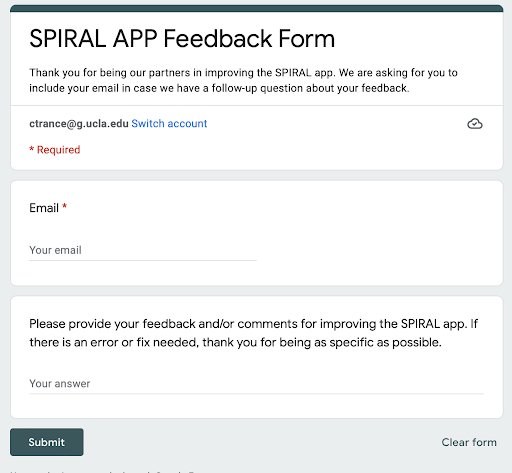 SPIRAL APP Feedback Form
Thank you for being our partners in improving the SPIRAL app. We are asking for you to
include your email in case we have a follow-up question about your feedback.
ctrance@g.ucla.edu Switch account
* Required
Email *
Your email
Please provide your feedback and/or comments for improving the SPIRAL app. If
there is an error or fix needed, thank you for being as specific as possible.
Your answer
Submit Clear form